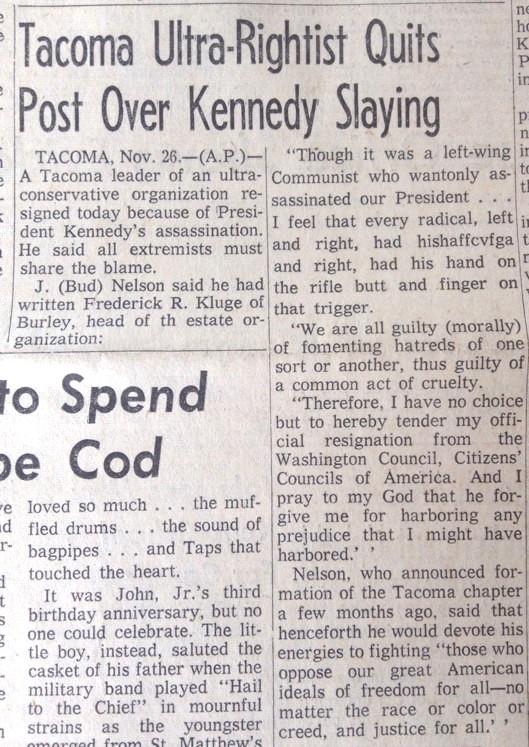 Tacoma Ultra-Rightist Quits
Post Over Kennedy Slaying
TACOMA, Nov. 26.—(A.P.)—
A Tacoma leader of an ultra-
conservative organization re-
signed today because of Presi-
dent Kennedy's assassination.
He said all extremists must
share the blame.
J. (Bud) Nelson said he had
written Frederick R. Kluge of
Burley, head of th estate or-
ganization:
"Though it was a left-wing
Communist who wantonly as-
sassinated our President . . .
I feel that every radical, left
and right, had hishaffcvfga
and right, had his hand on
the rifle butt and finger on
that trigger.
"We are all guilty (morally)
of fomenting hatreds of one
sort or another, thus guilty of
a common act of cruelty.
"Therefore, I have no choice
but to hereby tender my offi-
cial resignation from the
Washington Council, Citizens'
Councils of America. And I
pray to my God that he for-
give me for harboring any
prejudice that I might have
harbored.' '
Nelson, who announced for-
mation of the Tacoma chapter
a few months ago, said that
henceforth he would devote his
energies to fighting "those who
oppose our great American
ideals of freedom for all—no
matter the race or color or
creed, and justice for all.' '
to Spend
Cod
loved so much . . . the muf-
fled drums . . . the sound of
bagpipes . . . and Taps that
touched the heart.
It was John, Jr.'s third
birthday anniversary, but no
one could celebrate. The lit-
tle boy, instead, saluted the
casket of his father when the
military band played "Hail
to the Chief" in mournful
strains as the youngster
emerged from St. Matthew's